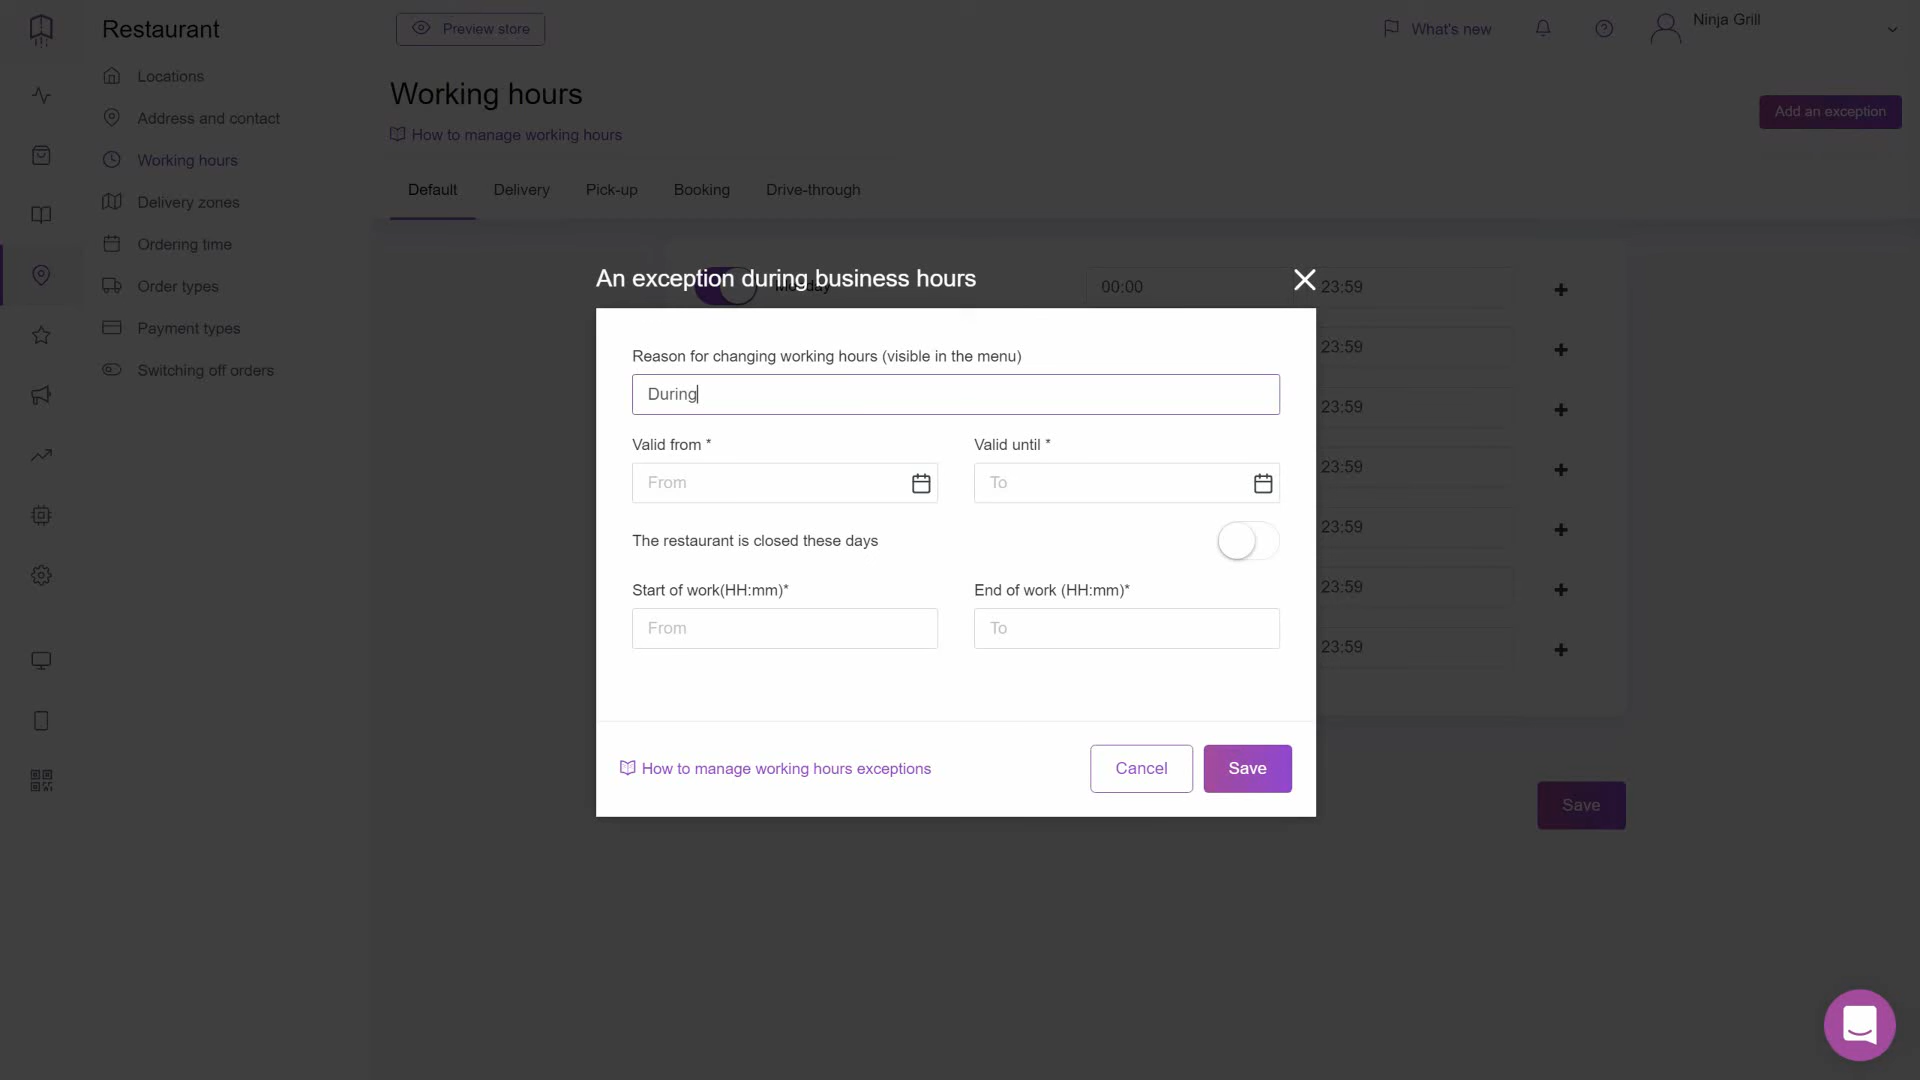 Restaurant
Preview store
What's new
Ninja Grill
Locations
Address and contact
Working hours
Delivery zones
Ordering time
Order types
Payment types
Switching off orders
Working hours
How to manage working hours
Add an exception
Default Delivery Pick-up Booking Drive-through
An exception during business hours
Monday
00:00
23:59
23:59
23:59
23:59
23:59
23:59
23:59
Reason for changing working hours (visible in the menu)
During
Valid from *
Valid until *
From
To
The restaurant is closed these days
Start of work(HH:mm)*
End of work (HH:mm)*
From
To
How to manage working hours exceptions
Cancel
Save
Save